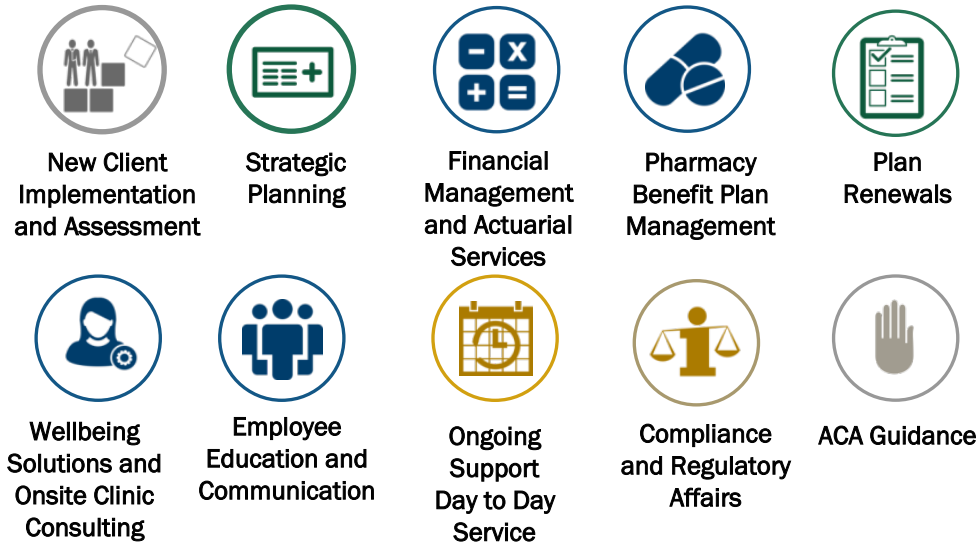 New Client
Implementation
and Assessment
Strategic
Planning
Financial
Management
and Actuarial
Services
Pharmacy
Benefit Plan
Management
Plan
Renewals
Wellbeing
Solutions and
Onsite Clinic
Consulting
Employee
Education and
Communication
Ongoing
Support
Day to Day
Service
Compliance
and Regulatory
Affairs
ACA Guidance